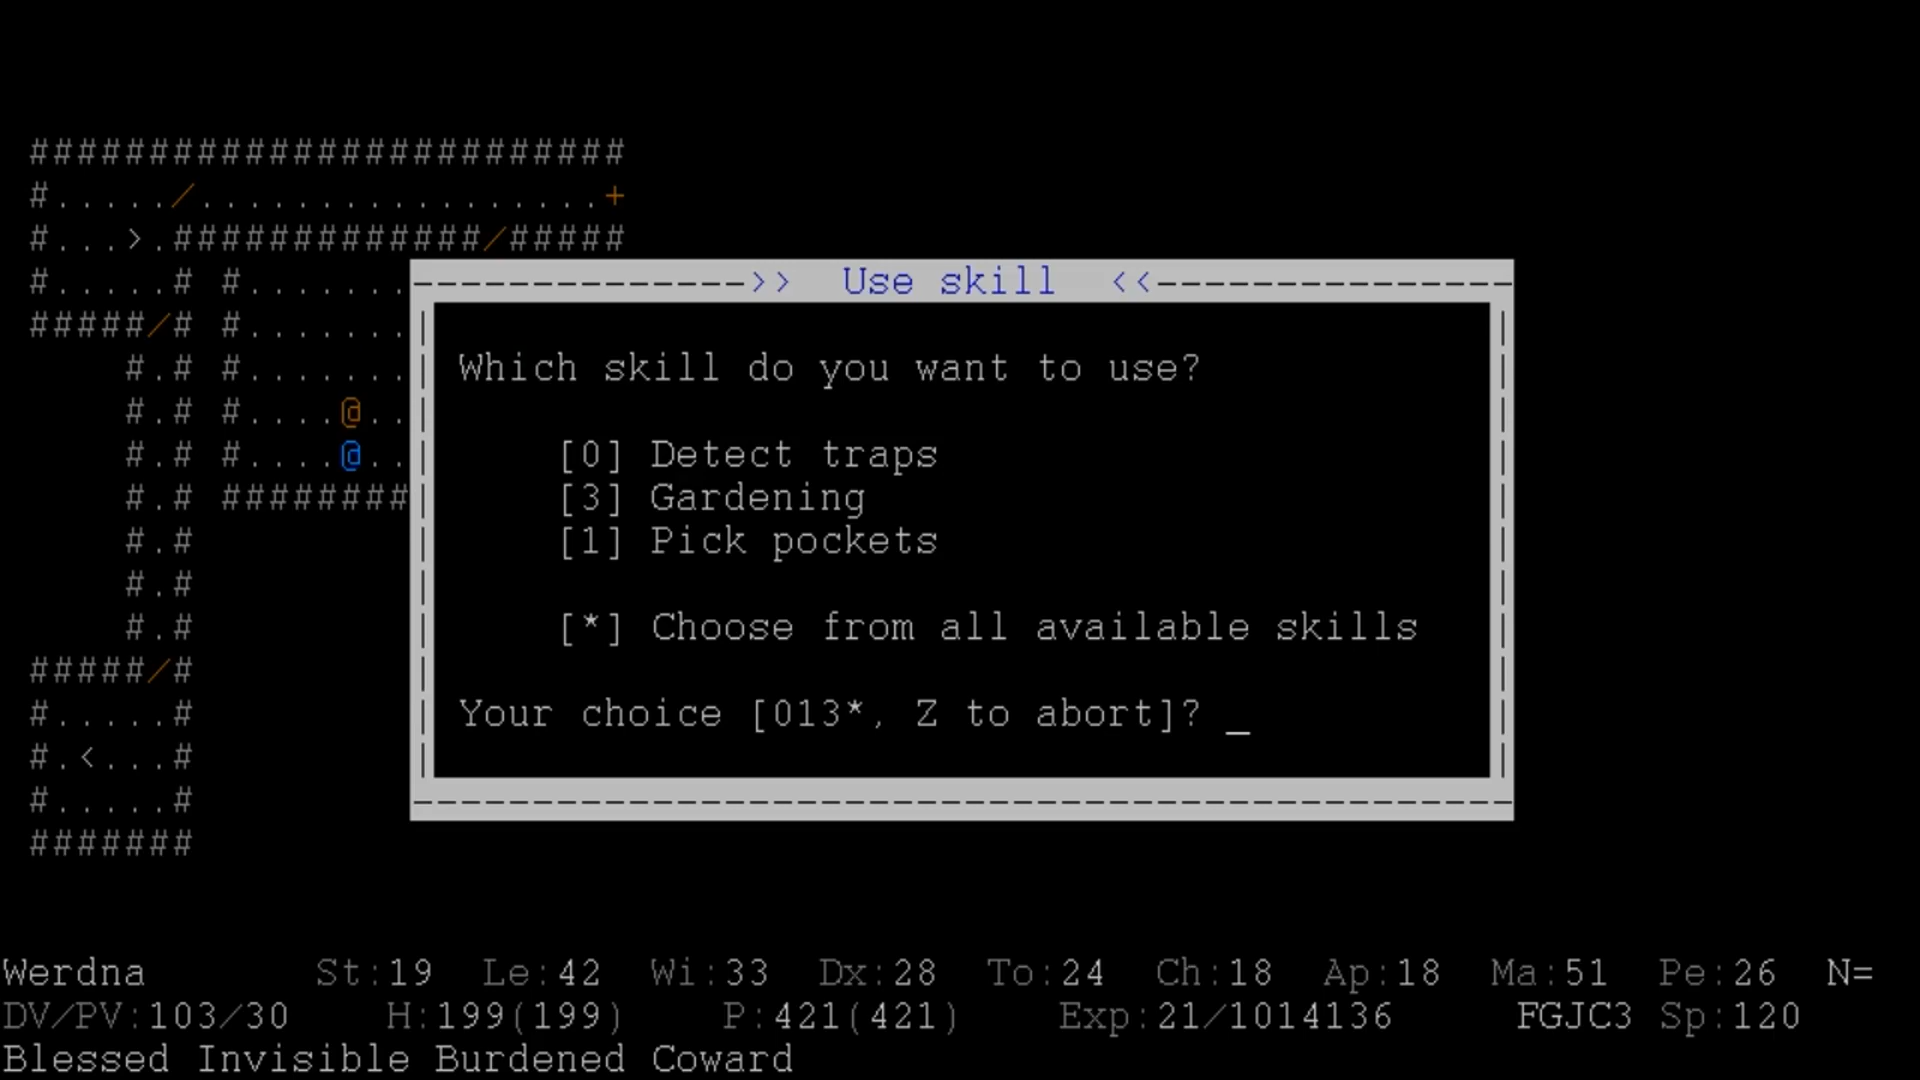 #########################
#...../.................+
#...>.#############/#####
#.....# #.......
#####/# #.......
#.# #.......
#.# #....@..
#.# #....@..
#.# ########
#.#
#.#
#.#
#####/#
#.....#
#.<...#
#.....#
#######
>> Use skill <<
Which skill do you want to use?
[0] Detect traps
[3] Gardening
[1] Pick pockets
[*] Choose from all available skills
Your choice [013*, Z to abort]? _
Werdna St:19 Le:42 Wi:33 Dx:28 To:24 Ch:18 Ap:18 Ma:51 Pe:26 N=
DV/PV:103/30 H:199(199) P:421(421) Exp:21/1014136 FGJC3 Sp:120
Blessed Invisible Burdened Coward